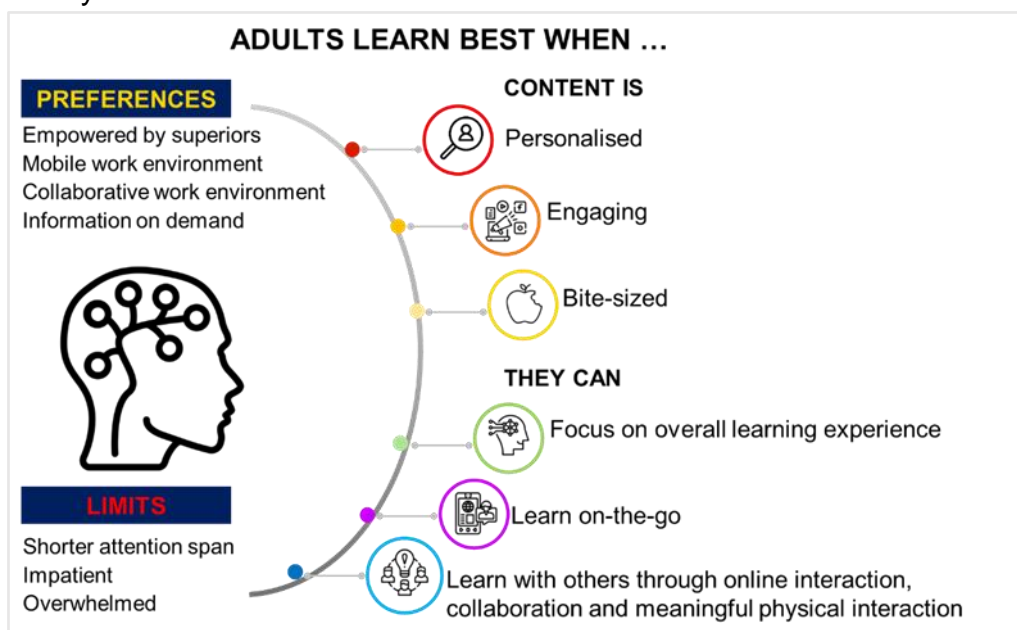 ADULTS LEARN BEST WHEN ...
PREFERENCES
Empowered by superiors
Mobile work environment
Collaborative work environment
Information on demand
LIMITS
Shorter attention span
Impatient
Overwhelmed
CONTENT IS
Personalised
Engaging
Bite-sized
THEY CAN
Focus on overall learning experience
Learn on-the-go
Learn with others through online interaction,
collaboration and meaningful physical interaction